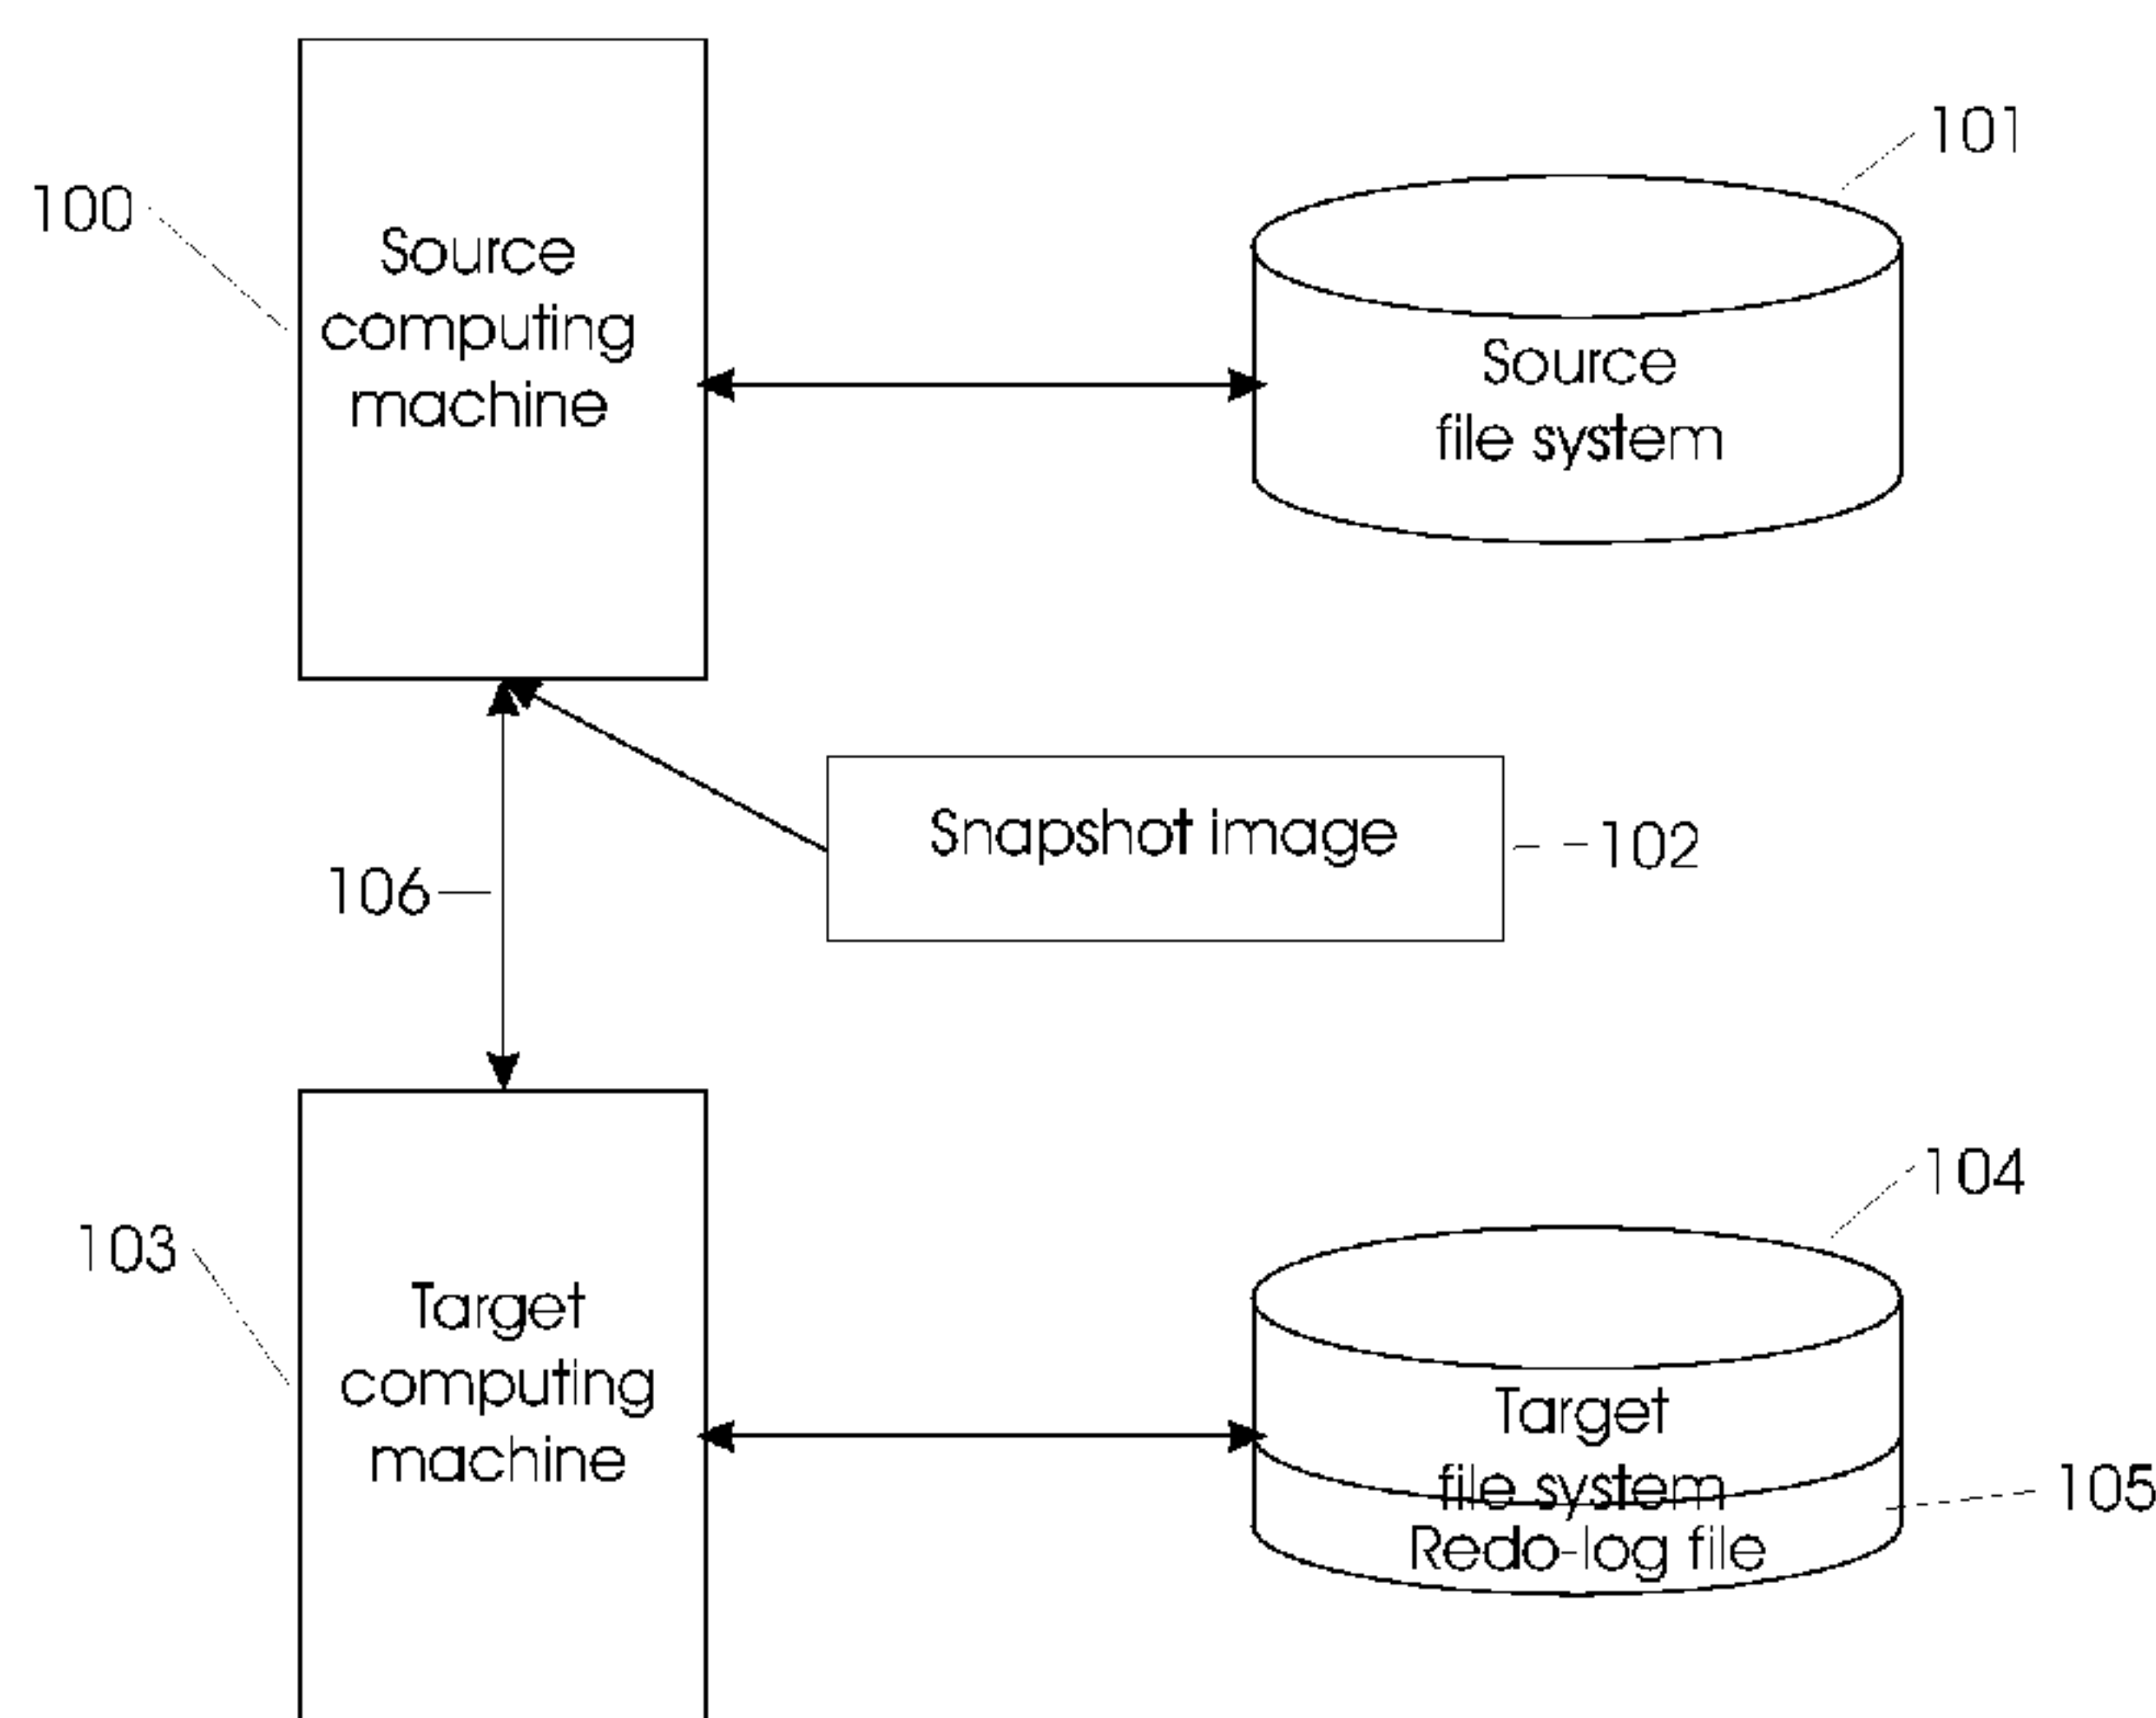 101
100
Source
computing
machine
Source
file system
Snapshot image
102
106
104
103
Target
computing
machine
Target
file system
105
Redo-log file